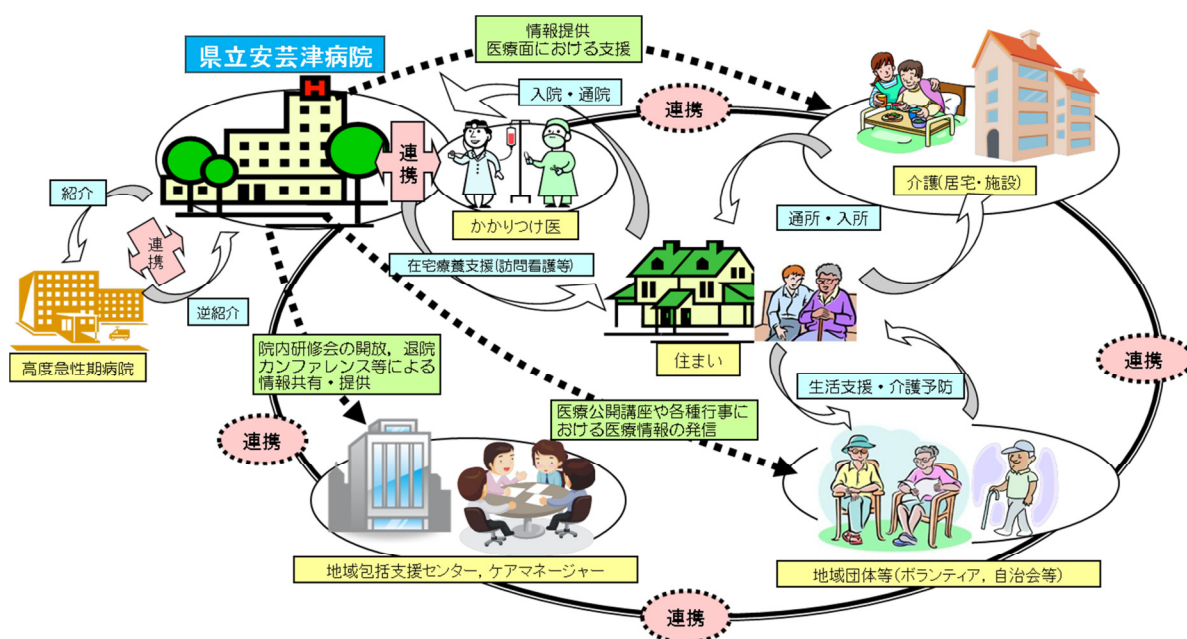 情報提供
医療面における支援
県立安芸津病院
H
入院・通院
連携
連携
紹介
介護(居宅・施設)
かかりつけ医
通所・入所
連携
在宅療養支援(訪問看護等)
逆紹介
高度急性期病院
院内研修会の開放，退院
カンファレンス等による
情報共有・提供
住まい
連携
生活支援・介護予防
医療公開講座や各種行事に
おける医療情報の発信
連携
地域包括支援センター，ケアマネージャー
地域団体等(ボランティア，自治会等)
連携